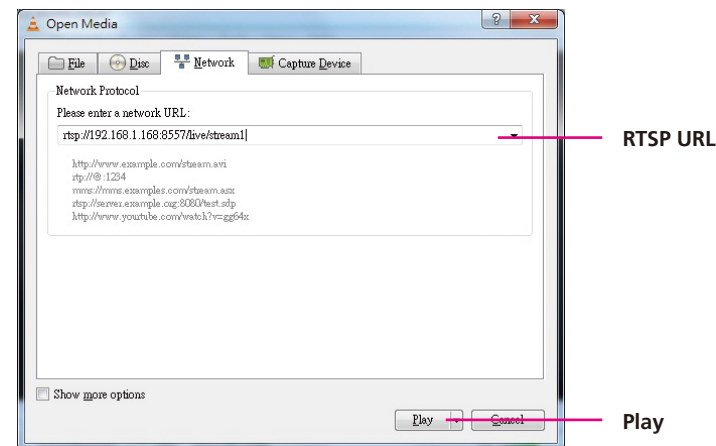 Open Media
File Disc Network Capture Device
Network Protocol
Please enter a network URL:
rtsp://192.168.1.168:8557/live/stream1
RTSP URL
http://www.example.com/stream.avi
rtp://@:1234
mms://mms.examples.com/stream.asx
rtsp://server.example.org:8080/test.sdp
http://www.yourtube.com/watch?v=gg64x
Show more options
Play Cancel
Play